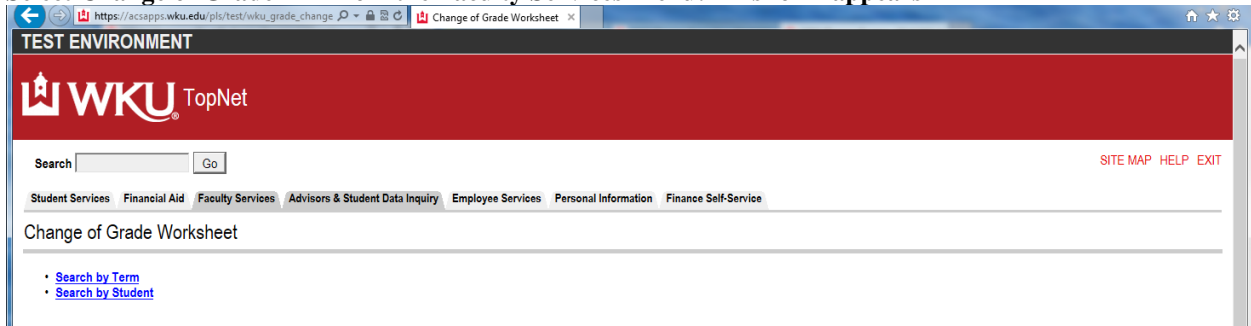 https://acsapps.wku.edu/pls/test/wku_grade_change
Change of Grade Worksheet
TEST ENVIRONMENT
WKU® TopNet
Search Go
SITE MAP HELP EXIT
Student Services Financial Aid Faculty Services Advisors & Student Data Inquiry Employee Services Personal Information Finance Self-Service
Change of Grade Worksheet
• Search by Term
• Search by Student